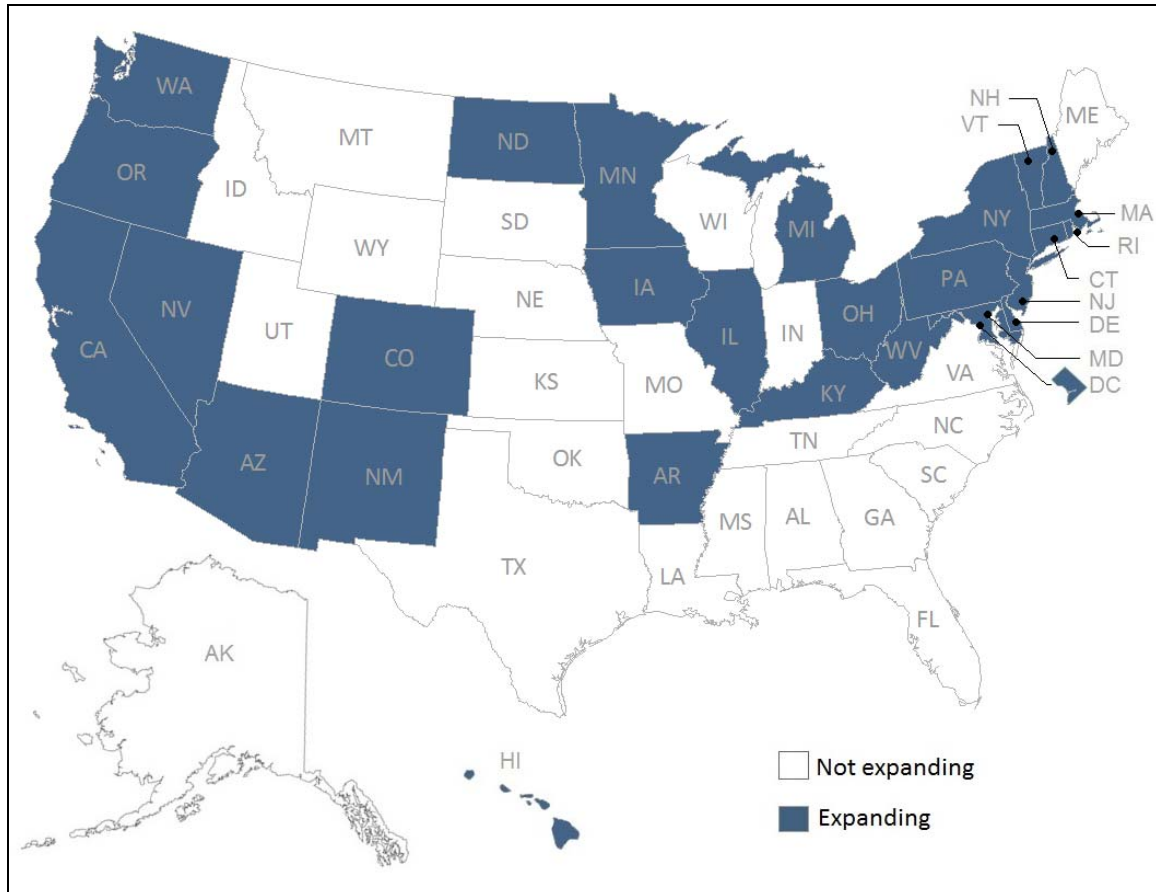 WA
OR
CA
NV
ID
MT
WY
UT
CO
AZ
NM
ND
SD
NE
KS
OK
TX
MN
IA
MO
AR
LA
WI
IL
IN
MI
OH
KY
TN
MS
AL
GA
FL
SC
NC
VA
WV
PA
NY
VT
NH
ME
MA
RI
CT
NJ
DE
MD
DC
AK
HI
Not expanding
Expanding